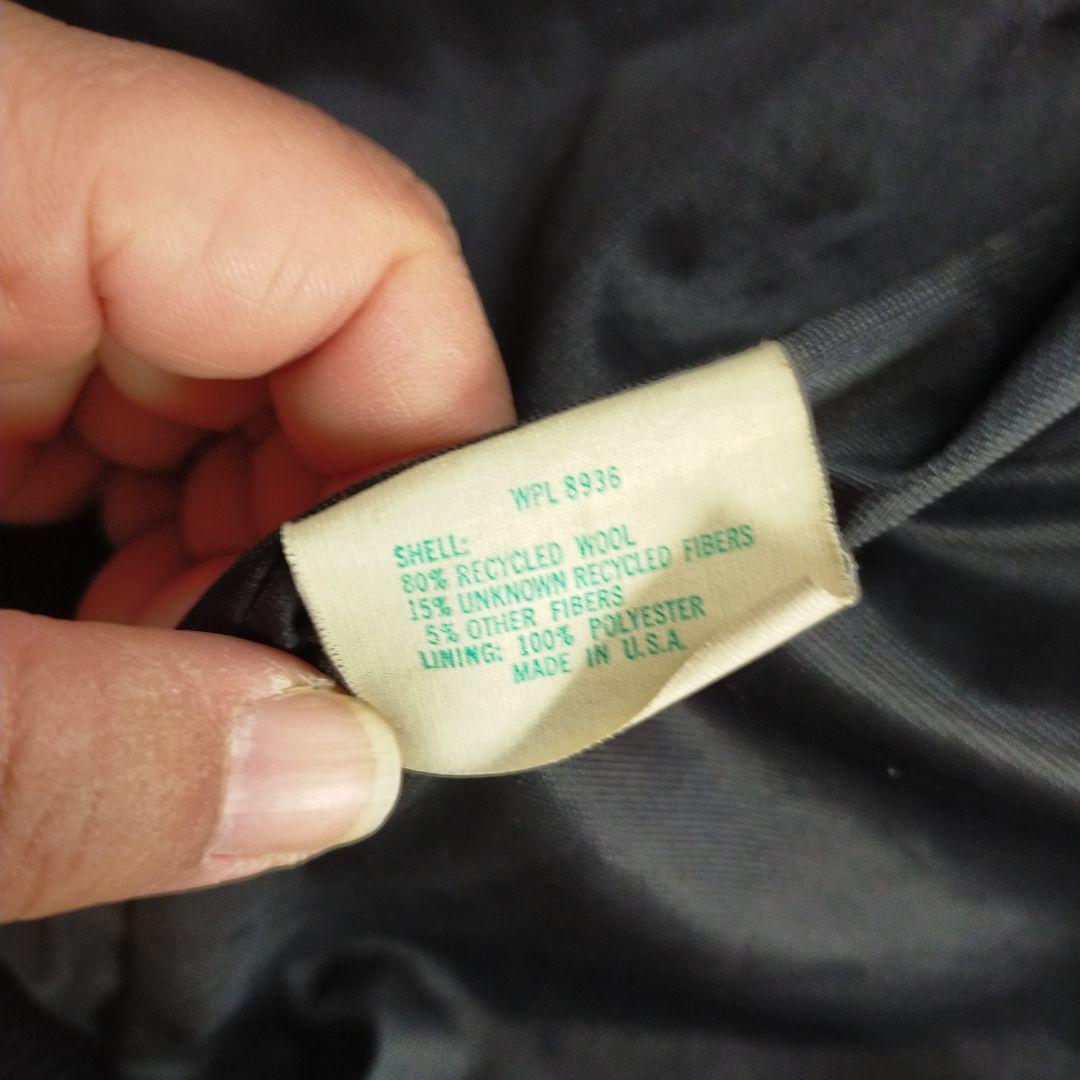 WPL 8936
SHELL:
80% RECYCLED WOOL
15% UNKNOWN RECYCLED FIBERS
5% OTHER FIBERS
LINING: 100% POLYESTER
MADE IN U.S.A.